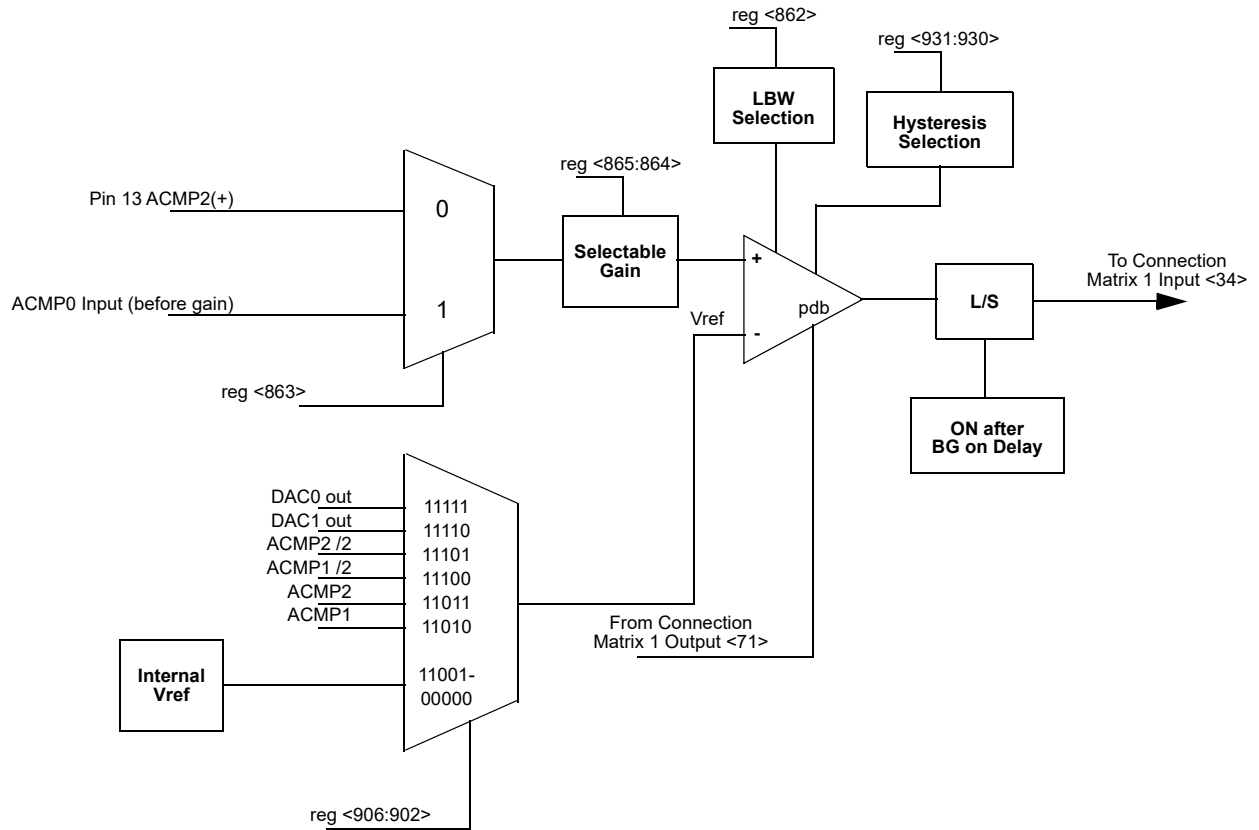 reg <862>
reg <931:930>
LBW
Selection
Hysteresis
Selection
reg <865:864>
Pin 13 ACMP2(+)
0
Selectable
Gain
+
To Connection
Matrix 1 Input <34>
ACMP0 Input (before gain)
1
L/S
pdb
Vref
-
reg <863>
ON after
BG on Delay
DAC0 out
11111
DAC1 out
11110
ACMP2 /2
11101
ACMP1 /2
11100
ACMP2
11011
ACMP1
11010
From Connection
Matrix 1 Output <71>
Internal
Vref
11001-
00000
reg <906:902>